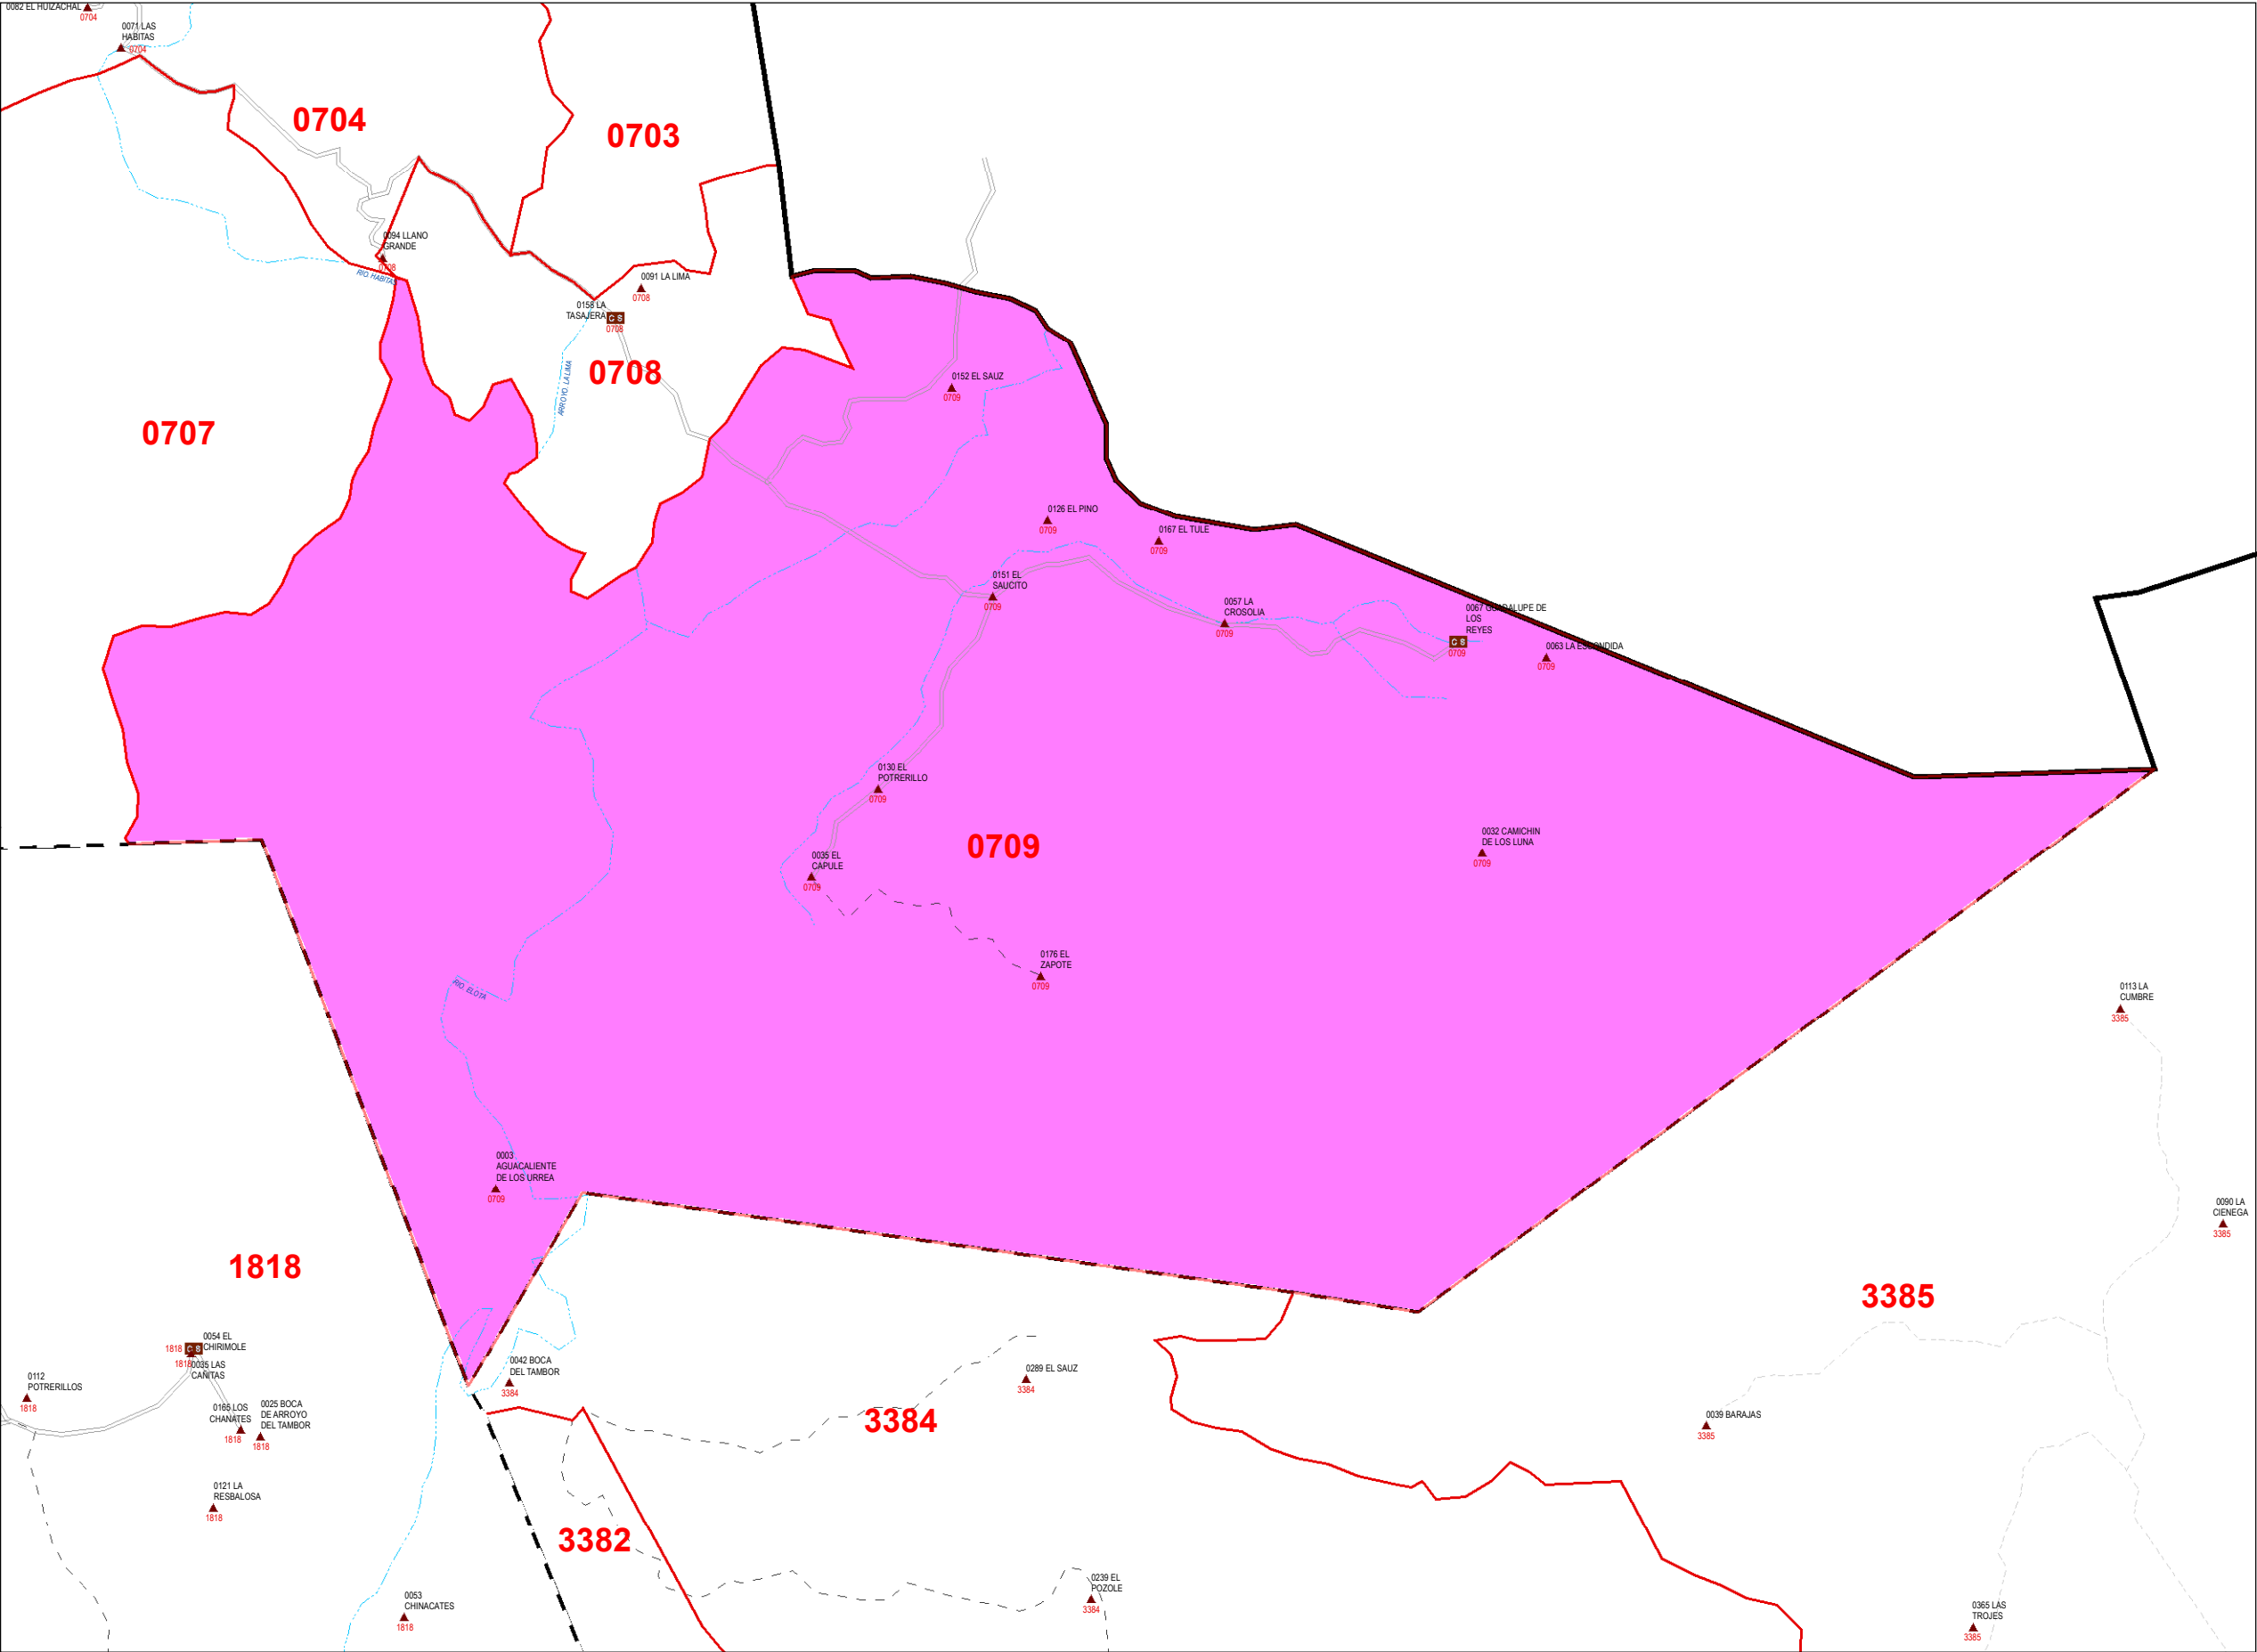 0082 EL HUIZACHAL
0704
0071 LAS
HABITAS
0704
0704
0703
0094 LLANO
GRANDE
0708
RIO. HABITAS
0091 LA LIMA
0708
0158 LA
TASAJERA
C S
0708
0708
ARROYO. LA LIMA
0707
0152 EL SAUZ
0709
0126 EL PINO
0709
0167 EL TULE
0709
0151 EL
SAUCITO
0709
0057 LA
CROSOLIA
0709
0067 GUADALUPE DE
LOS
REYES
C S
0709
0063 LA ESCONDIDA
0709
0130 EL
POTRERILLO
0709
0709
0032 CAMICHIN
DE LOS LUNA
0709
0035 EL
CAPULE
0709
0176 EL
ZAPOTE
0709
RIO. ELOTA
0113 LA
CUMBRE
3385
0003
AGUACALIENTE
DE LOS URREA
0709
0090 LA
CIENEGA
3385
1818
3385
0054 EL
CHIRIMOLE
1818
C S
0035 LAS
CAÑITAS
1818
0112
POTRERILLOS
1818
0165 LOS
CHANATES
1818
0025 BOCA
DE ARROYO
DEL TAMBOR
1818
0042 BOCA
DEL TAMBOR
3384
0289 EL SAUZ
3384
3384
0039 BARAJAS
3385
0121 LA
RESBALOSA
1818
3382
0053
CHINACATES
1818
0239 EL
POZOLE
3384
0365 LAS
TROJES
3385